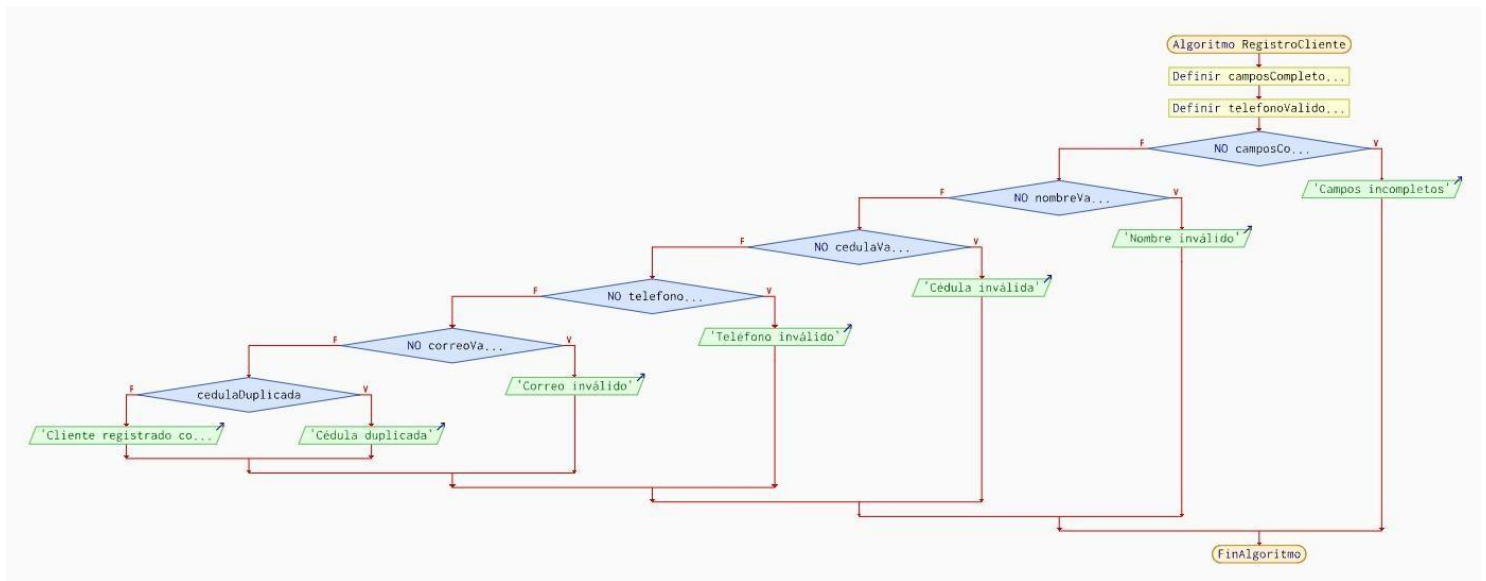 Algoritmo RegistroCliente
Definir camposCompleto...
Definir telefonoValido...
F
NO camposCo...
V
'Campos incompletos'
F
NO nombreVa...
V
'Nombre inválido'
F
NO cedulaVa...
V
'Cédula inválida'
F
NO telefono...
V
'Teléfono inválido'
F
NO correoVa...
V
'Correo inválido'
F
cedulaDuplicada
V
'Cliente registrado co...
'Cédula duplicada'
FinAlgoritmo